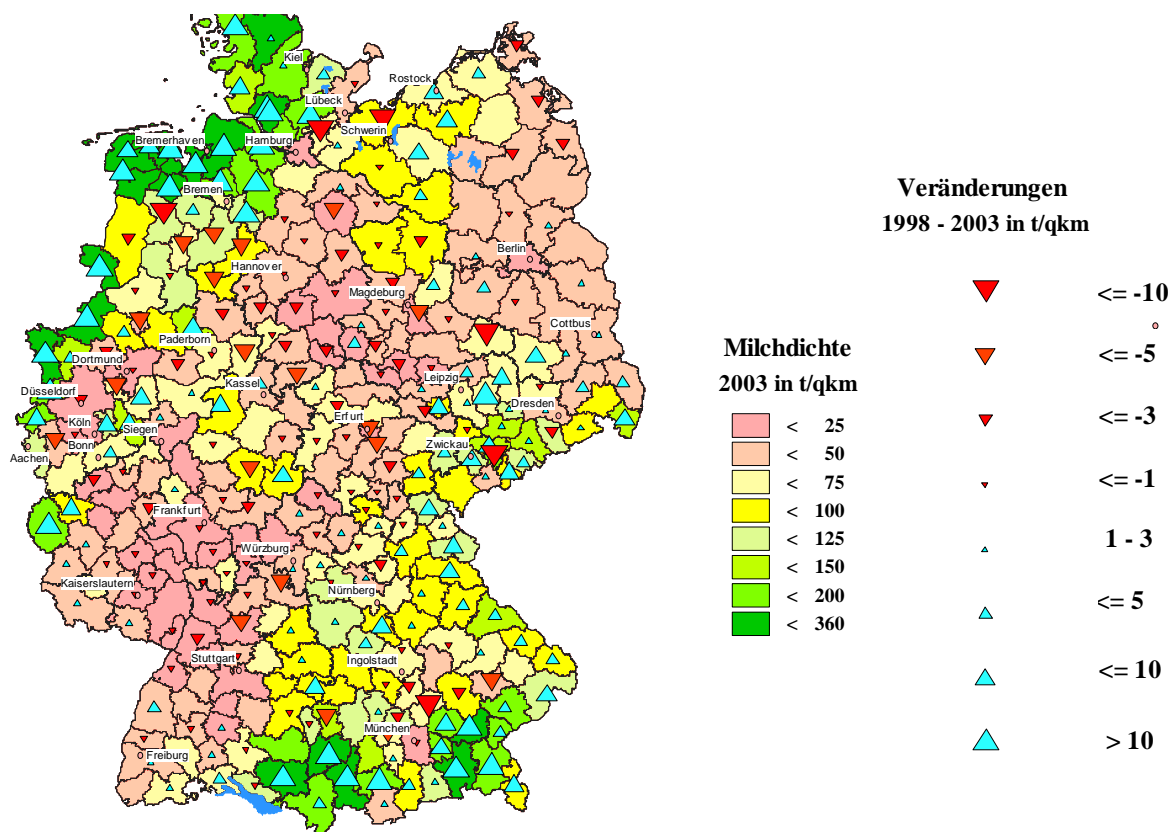 Kiel
Rostock
Lübeck
Schwerin
Bremerhaven
Hamburg
Bremen
Berlin
Hannover
Magdeburg
Cottbus
Paderborn
Dortmund
Leipzig
Kassel
Düsseldorf
Dresden
Erfurt
Köln
Siegen
Zwickau
Bonn
Aachen
Frankfurt
Würzburg
Kaiserslautern
Nürnberg
Stuttgart
Ingolstadt
München
Freiburg
Milchdichte
2003 in t/qkm
< 25
< 50
< 75
< 100
< 125
< 150
< 200
< 360
Veränderungen
1998 - 2003 in t/qkm
<= -10
<= -5
<= -3
<= -1
1 - 3
<= 5
<= 10
> 10